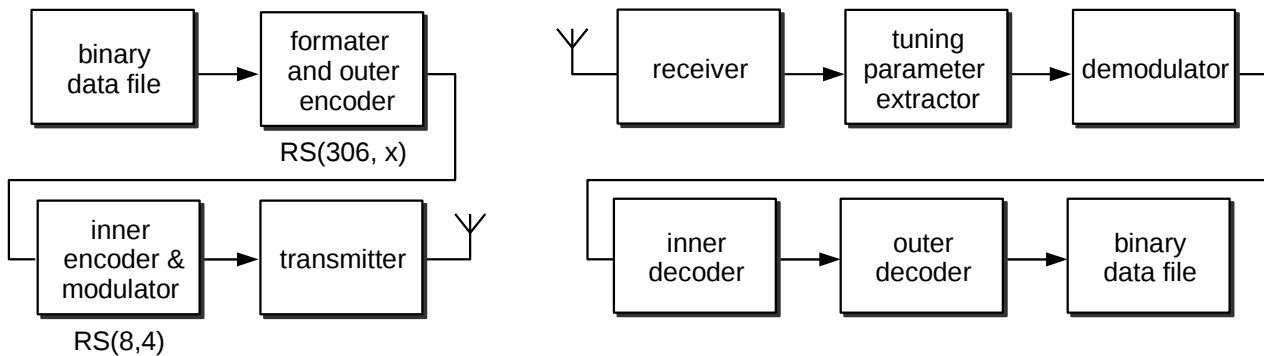 binary
data file
formater
and outer
encoder
RS(306, x)
inner
encoder &
modulator
RS(8,4)
transmitter
receiver
tuning
parameter
extractor
demodulator
inner
decoder
outer
decoder
binary
data file